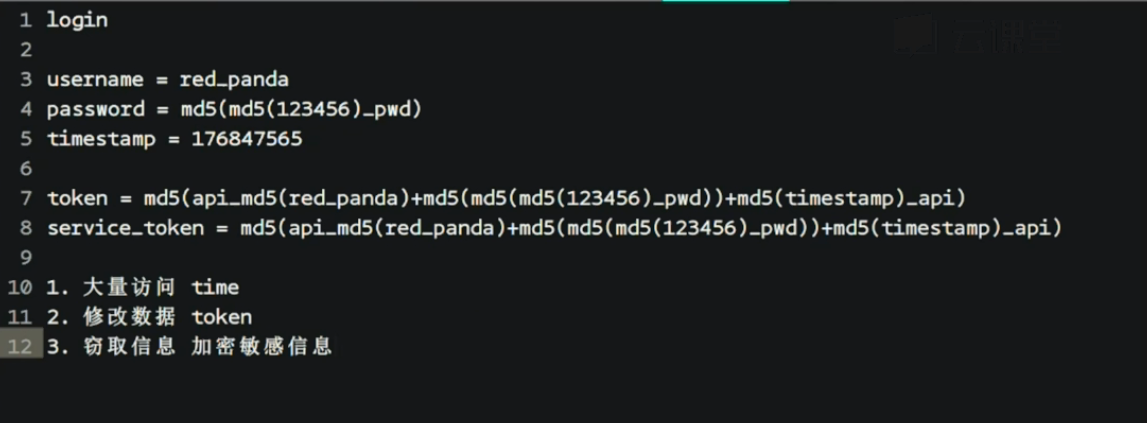 1 login
2
3 username = red_panda
4 password = md5(md5(123456)_pwd)
5 timestamp = 176847565
6
7 token = md5(api_md5(red_panda)+md5(md5(md5(123456)_pwd))+md5(timestamp)_api)
8 service_token = md5(api_md5(red_panda)+md5(md5(md5(123456)_pwd))+md5(timestamp)_api)
9
10 1. 大量访问 time
11 2. 修改数据 token
12 3. 窃取信息 加密敏感信息